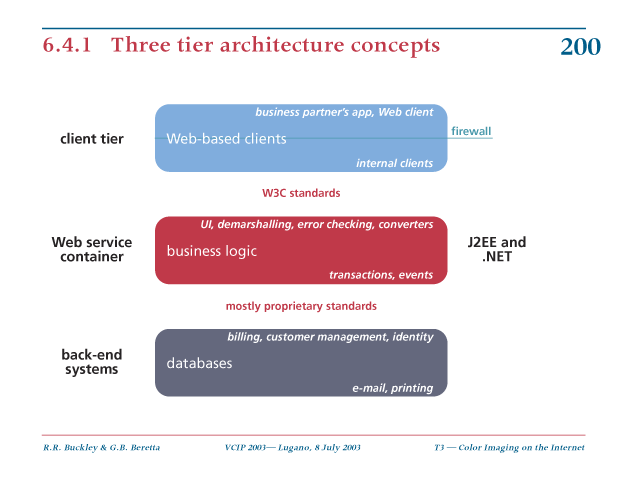 6.4.1 Three tier architecture concepts
200
business partner's app, Web client
client tier
Web-based clients
firewall
internal clients
W3C standards
UI, demarshalling, error checking, converters
Web service
container
business logic
J2EE and
.NET
transactions, events
mostly proprietary standards
billing, customer management, identity
back-end
systems
databases
e-mail, printing
R.R. Buckley & G.B. Beretta
VCIP 2003— Lugano, 8 July 2003
T3 — Color Imaging on the Internet